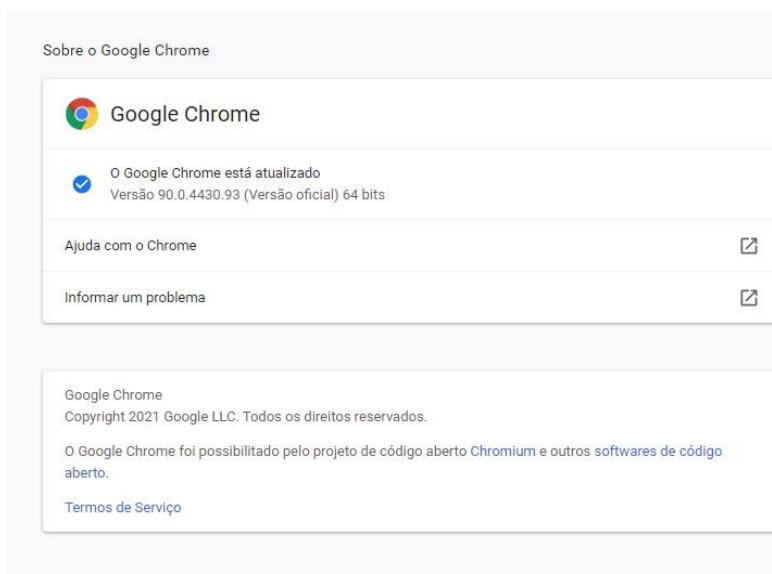 Sobre o Google Chrome
Google Chrome
O Google Chrome está atualizado
Versão 90.0.4430.93 (Versão oficial) 64 bits
Ajuda com o Chrome
Informar um problema
Google Chrome
Copyright 2021 Google LLC. Todos os direitos reservados.
O Google Chrome foi possibilitado pelo projeto de código aberto Chromium e outros softwares de código
aberto.
Termos de Serviço